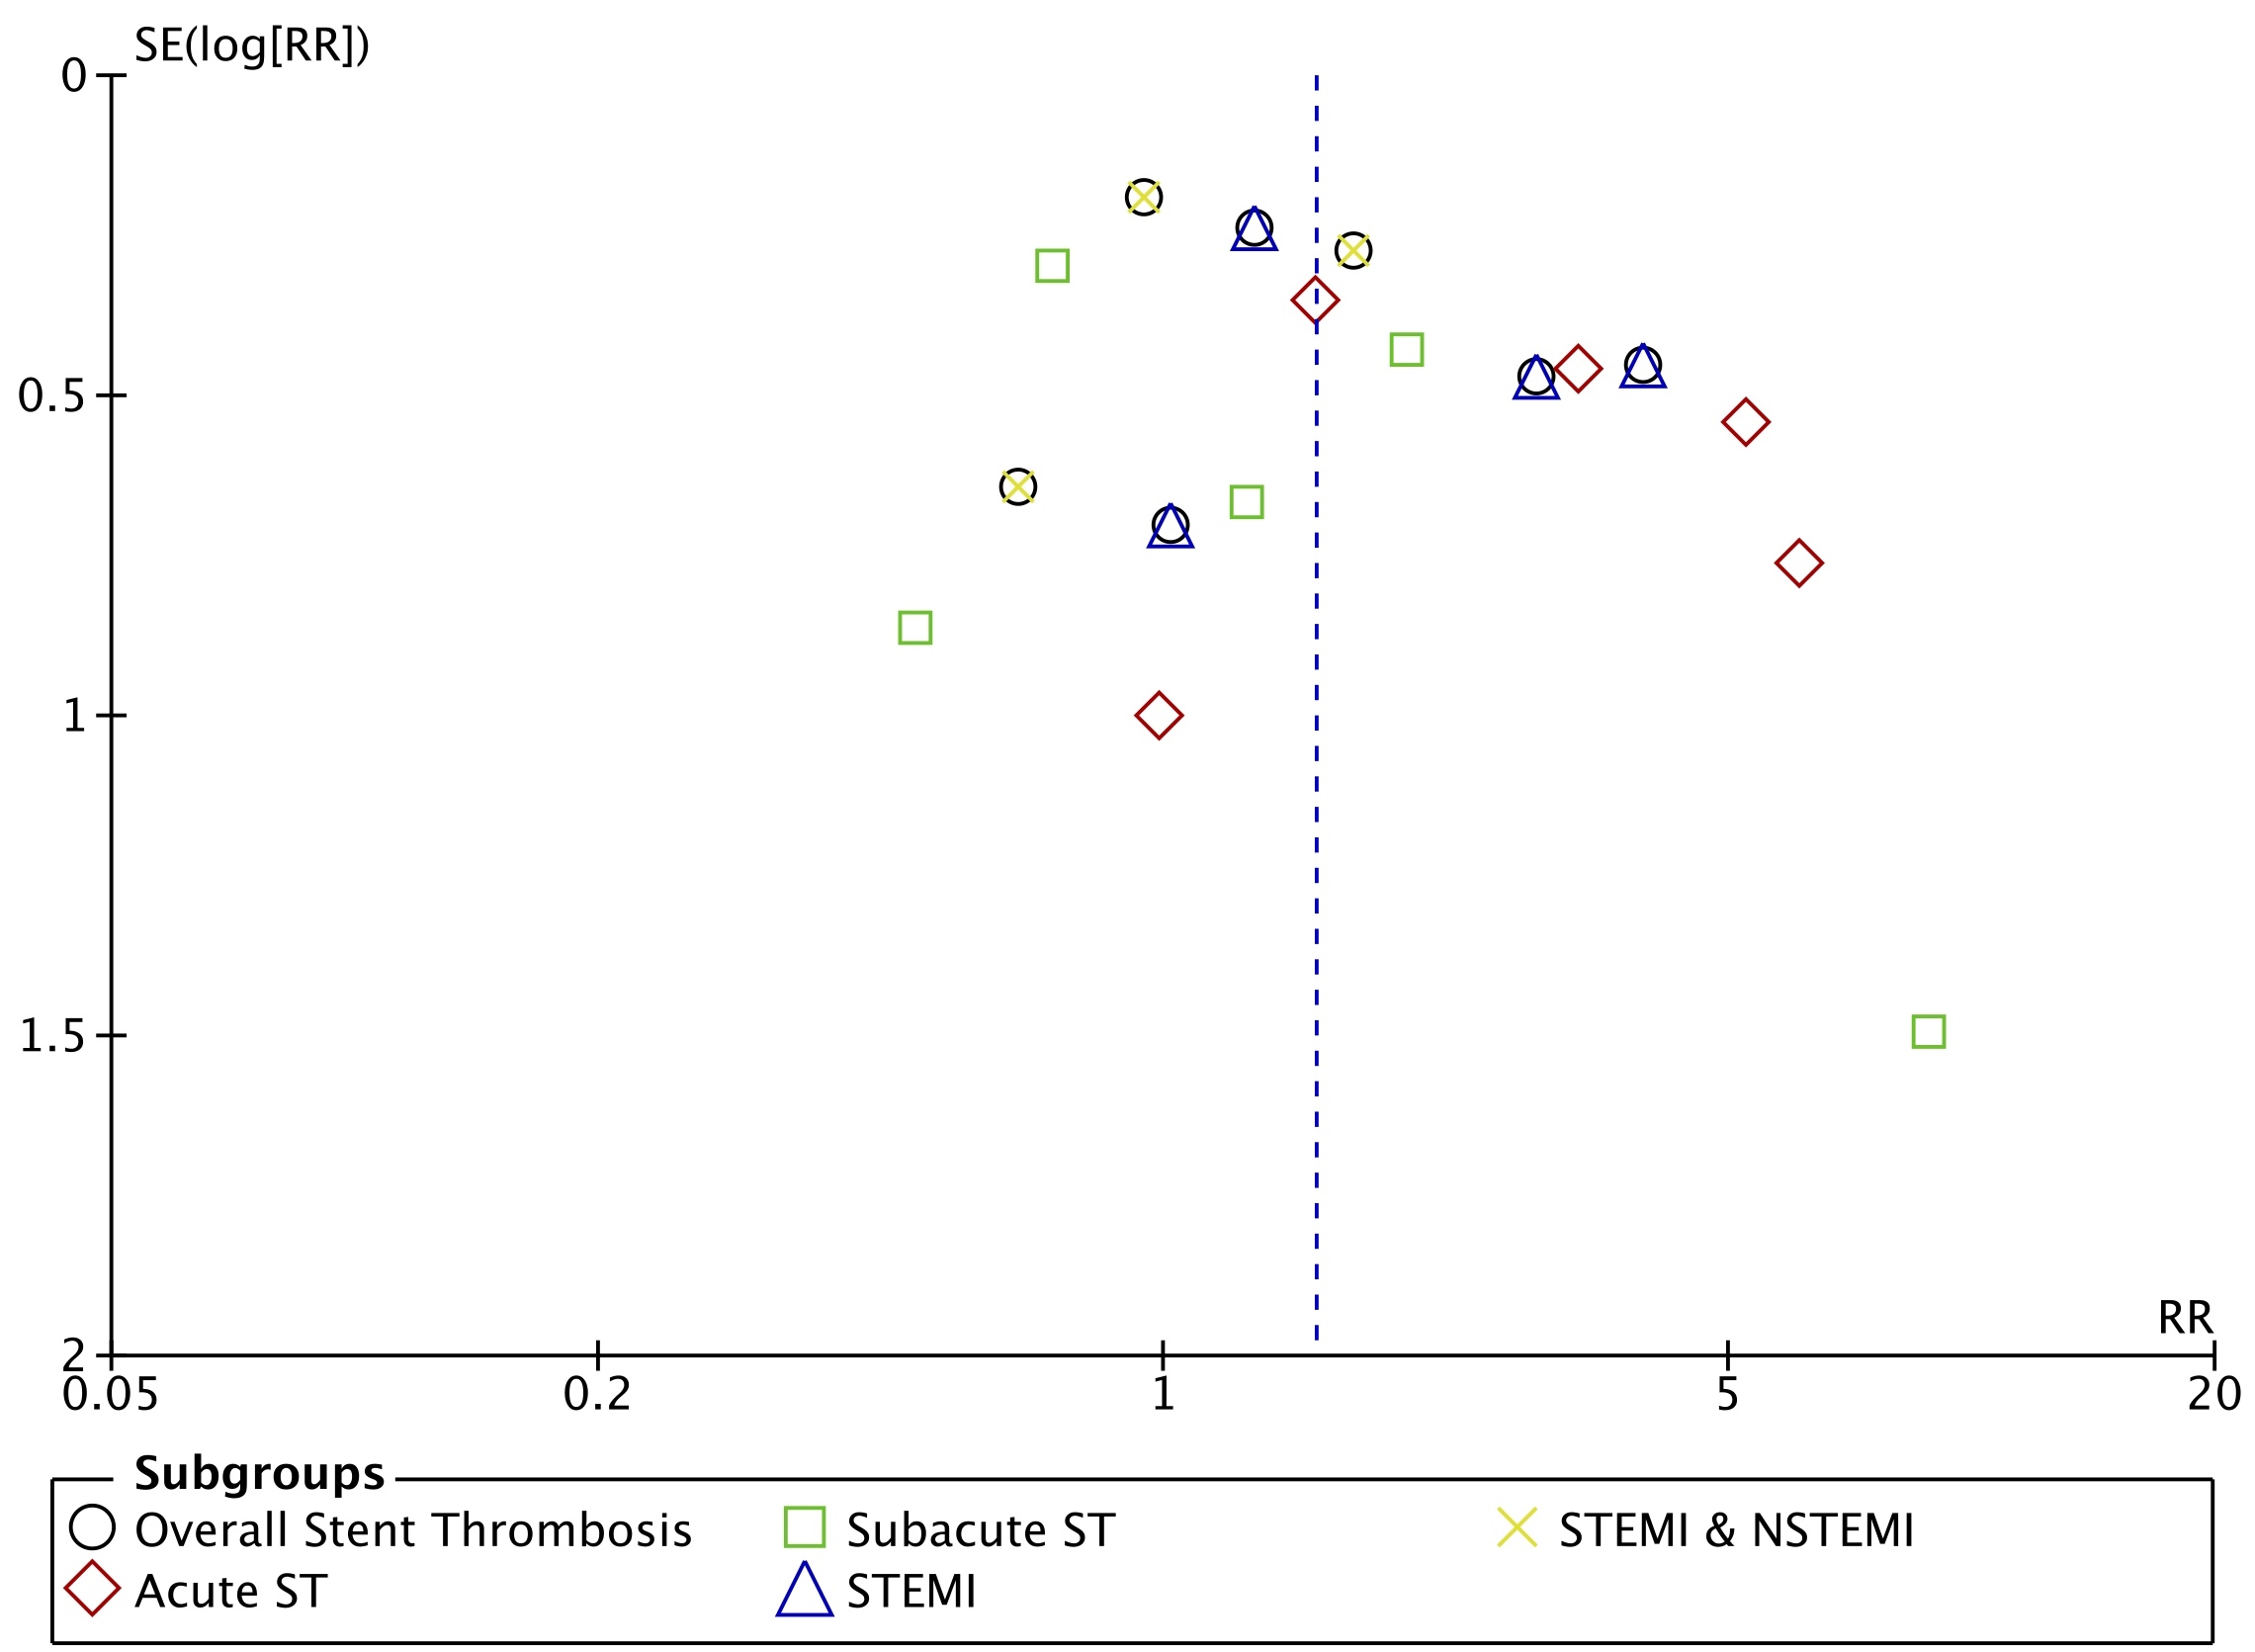 SE(log[RR])
0
0.5
1
1.5
2
RR
0.05 0.2 1 5 20
Subgroups
Overall Stent Thrombosis Subacute ST STEMI & NSTEMI
Acute ST STEMI